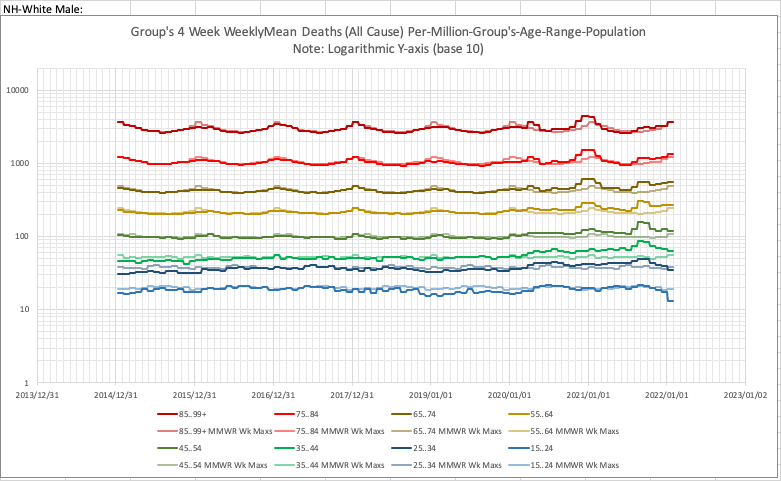 NH-White Male:
Group's 4 Week WeeklyMean Deaths (All Cause) Per-Million-Group's-Age-Range-Population
Note: Logarithmic Y-axis (base 10)
10000
1000
100
10
1
2013/12/31 2014/12/31 2015/12/31 2016/12/31 2017/12/31 2019/01/01 2020/01/01 2021/01/01 2022/01/01 2023/01/02
85..99+ 75..84 65..74 55..64
85..99+ MMWR Wk Maxs 75..84 MMWR Wk Maxs 65..74 MMWR Wk Maxs 55..64 MMWR Wk Maxs
45..54 35..44 25..34 15..24
45..54 MMWR Wk Maxs 35..44 MMWR Wk Maxs 25..34 MMWR Wk Maxs 15..24 MMWR Wk Maxs